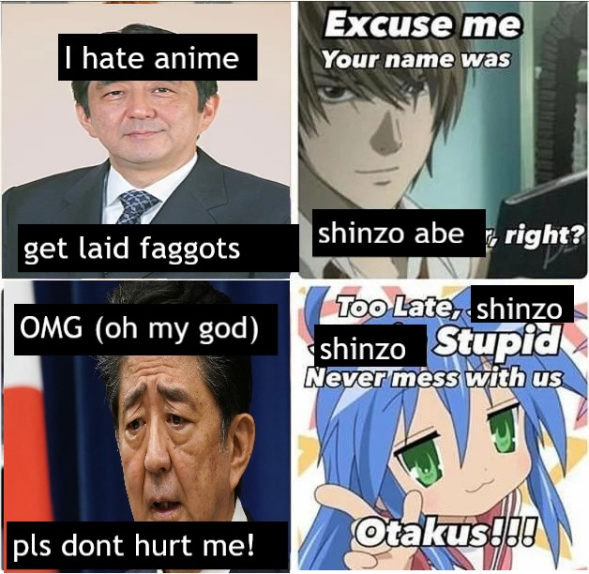 I hate anime
get laid faggots
Excuse me
Your name was
shinzo abe , right?
OMG (oh my god)
pls dont hurt me!
Too Late, shinzo
shinzo Stupid
Never mess with us
Otakus!!!